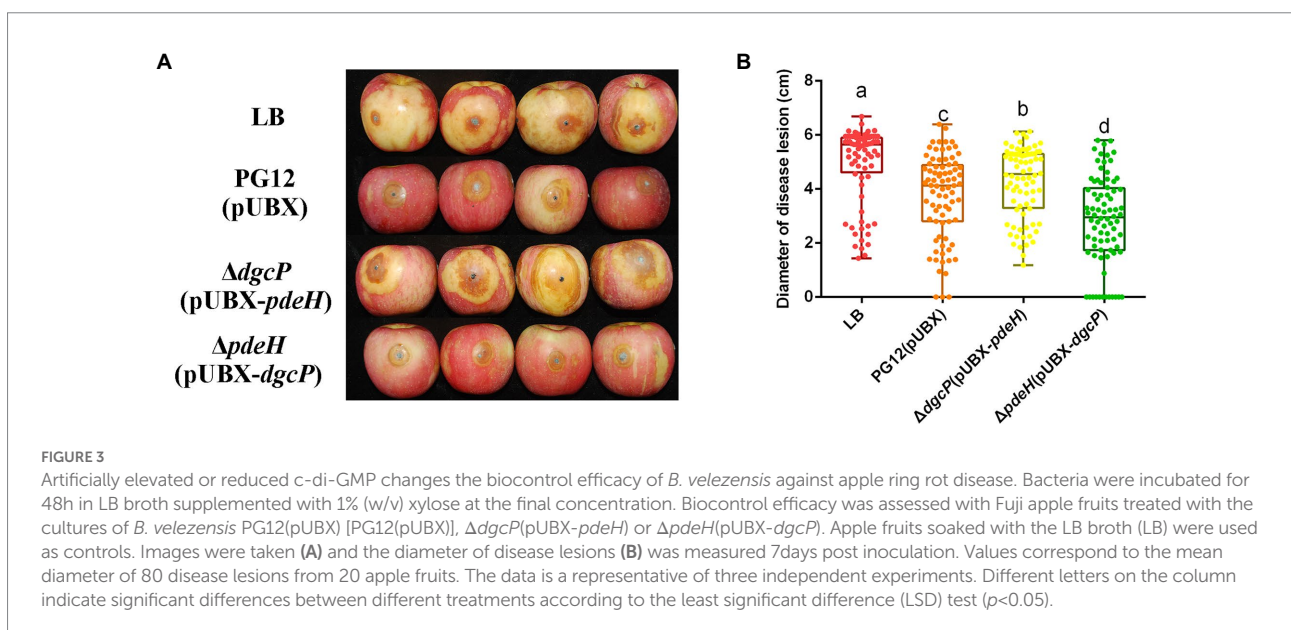 A
LB
PG12
(pUBX)
ΔdgcP
(pUBX-pdeH)
ΔpdeH
(pUBX-dgcP)
B
Diameter of disease lesion (cm)
8
6
4
2
0
a
c
b
d
LB
PG12(pUBX)
ΔdgcP(pUBX-pdeH)
ΔpdeH(pUBX-dgcP)
FIGURE 3
Artificially elevated or reduced c-di-GMP changes the biocontrol efficacy of B. velezensis against apple ring rot disease. Bacteria were incubated for
48h in LB broth supplemented with 1% (w/v) xylose at the final concentration. Biocontrol efficacy was assessed with Fuji apple fruits treated with the
cultures of B. velezensis PG12(pUBX) [PG12(pUBX)], ΔdgcP(pUBX-pdeH) or ΔpdeH(pUBX-dgcP). Apple fruits soaked with the LB broth (LB) were used
as controls. Images were taken (A) and the diameter of disease lesions (B) was measured 7days post inoculation. Values correspond to the mean
diameter of 80 disease lesions from 20 apple fruits. The data is a representative of three independent experiments. Different letters on the column
indicate significant differences between different treatments according to the least significant difference (LSD) test (p<0.05).